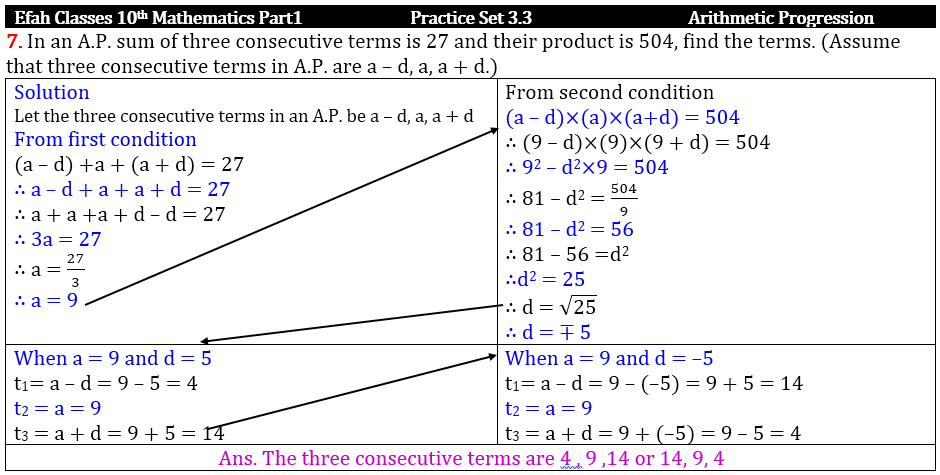 Efah Classes 10th Mathematics Part1 Practice Set 3.3 Arithmetic Progression
7. In an A.P. sum of three consecutive terms is 27 and their product is 504, find the terms. (Assume
that three consecutive terms in A.P. are a – d, a, a + d.)
Solution
Let the three consecutive terms in an A.P. be a – d, a, a + d
From first condition
(a – d) +a + (a + d) = 27
∴ a – d + a + a + d = 27
∴ a + a +a + d – d = 27
∴ 3a = 27
∴ a = 27/3
∴ a = 9
From second condition
(a – d)×(a)×(a+d) = 504
∴ (9 – d)×(9)×(9 + d) = 504
∴ 9² – d²×9 = 504
∴ 81 – d² = 504/9
∴ 81 – d² = 56
∴ 81 – 56 =d²
∴d² = 25
∴ d = √25
∴ d = ∓ 5
When a = 9 and d = 5
t1= a – d = 9 – 5 = 4
t2 = a = 9
t3 = a + d = 9 + 5 = 14
When a = 9 and d = –5
t1= a – d = 9 – (–5) = 9 + 5 = 14
t2 = a = 9
t3 = a + d = 9 + (–5) = 9 – 5 = 4
Ans. The three consecutive terms are 4 , 9 ,14 or 14, 9, 4